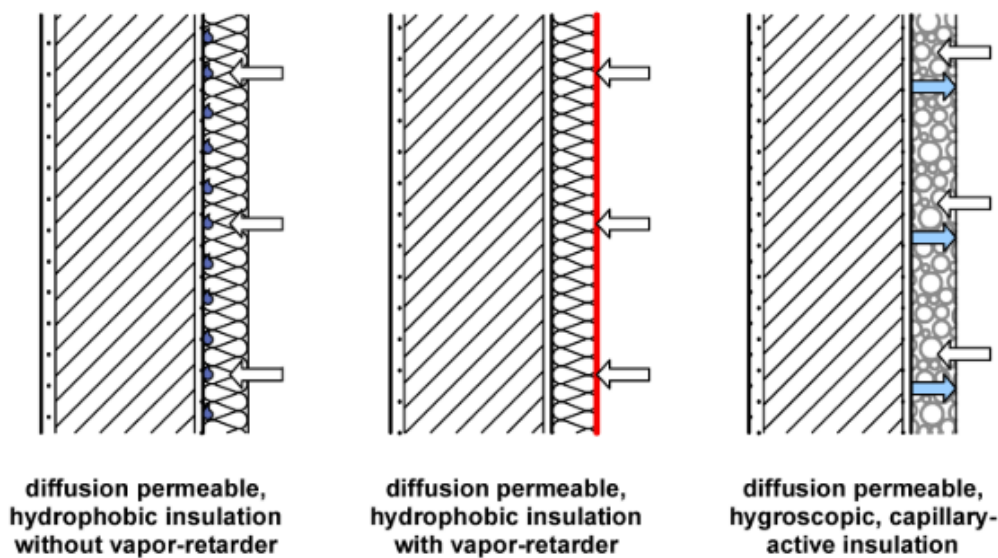 diffusion permeable,
hydrophobic insulation
without vapor-retarder
diffusion permeable,
hydrophobic insulation
with vapor-retarder
diffusion permeable,
hygroscopic, capillary-
active insulation